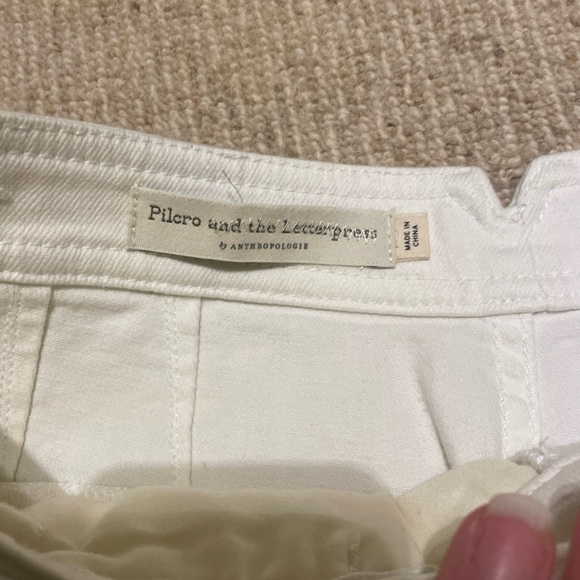 Pilcro and the Letterpress
by ANTHROPOLOGIE
MADE IN
CHINA